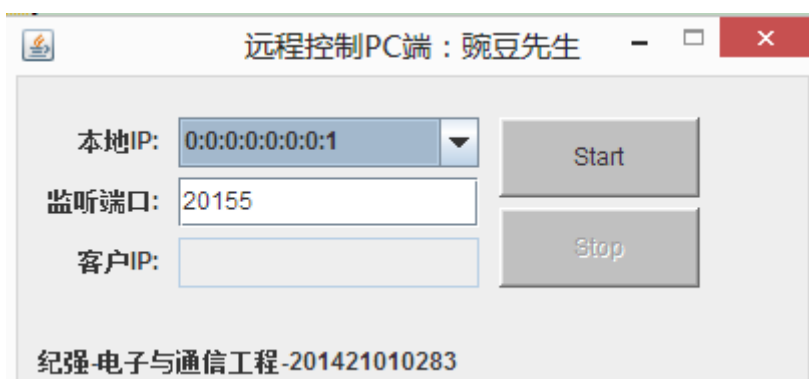 远程控制PC端：豌豆先生
本地IP: 0:0:0:0:0:0:0:1
Start
监听端口: 20155
客户IP:
Stop
纪强-电子与通信工程-201421010283